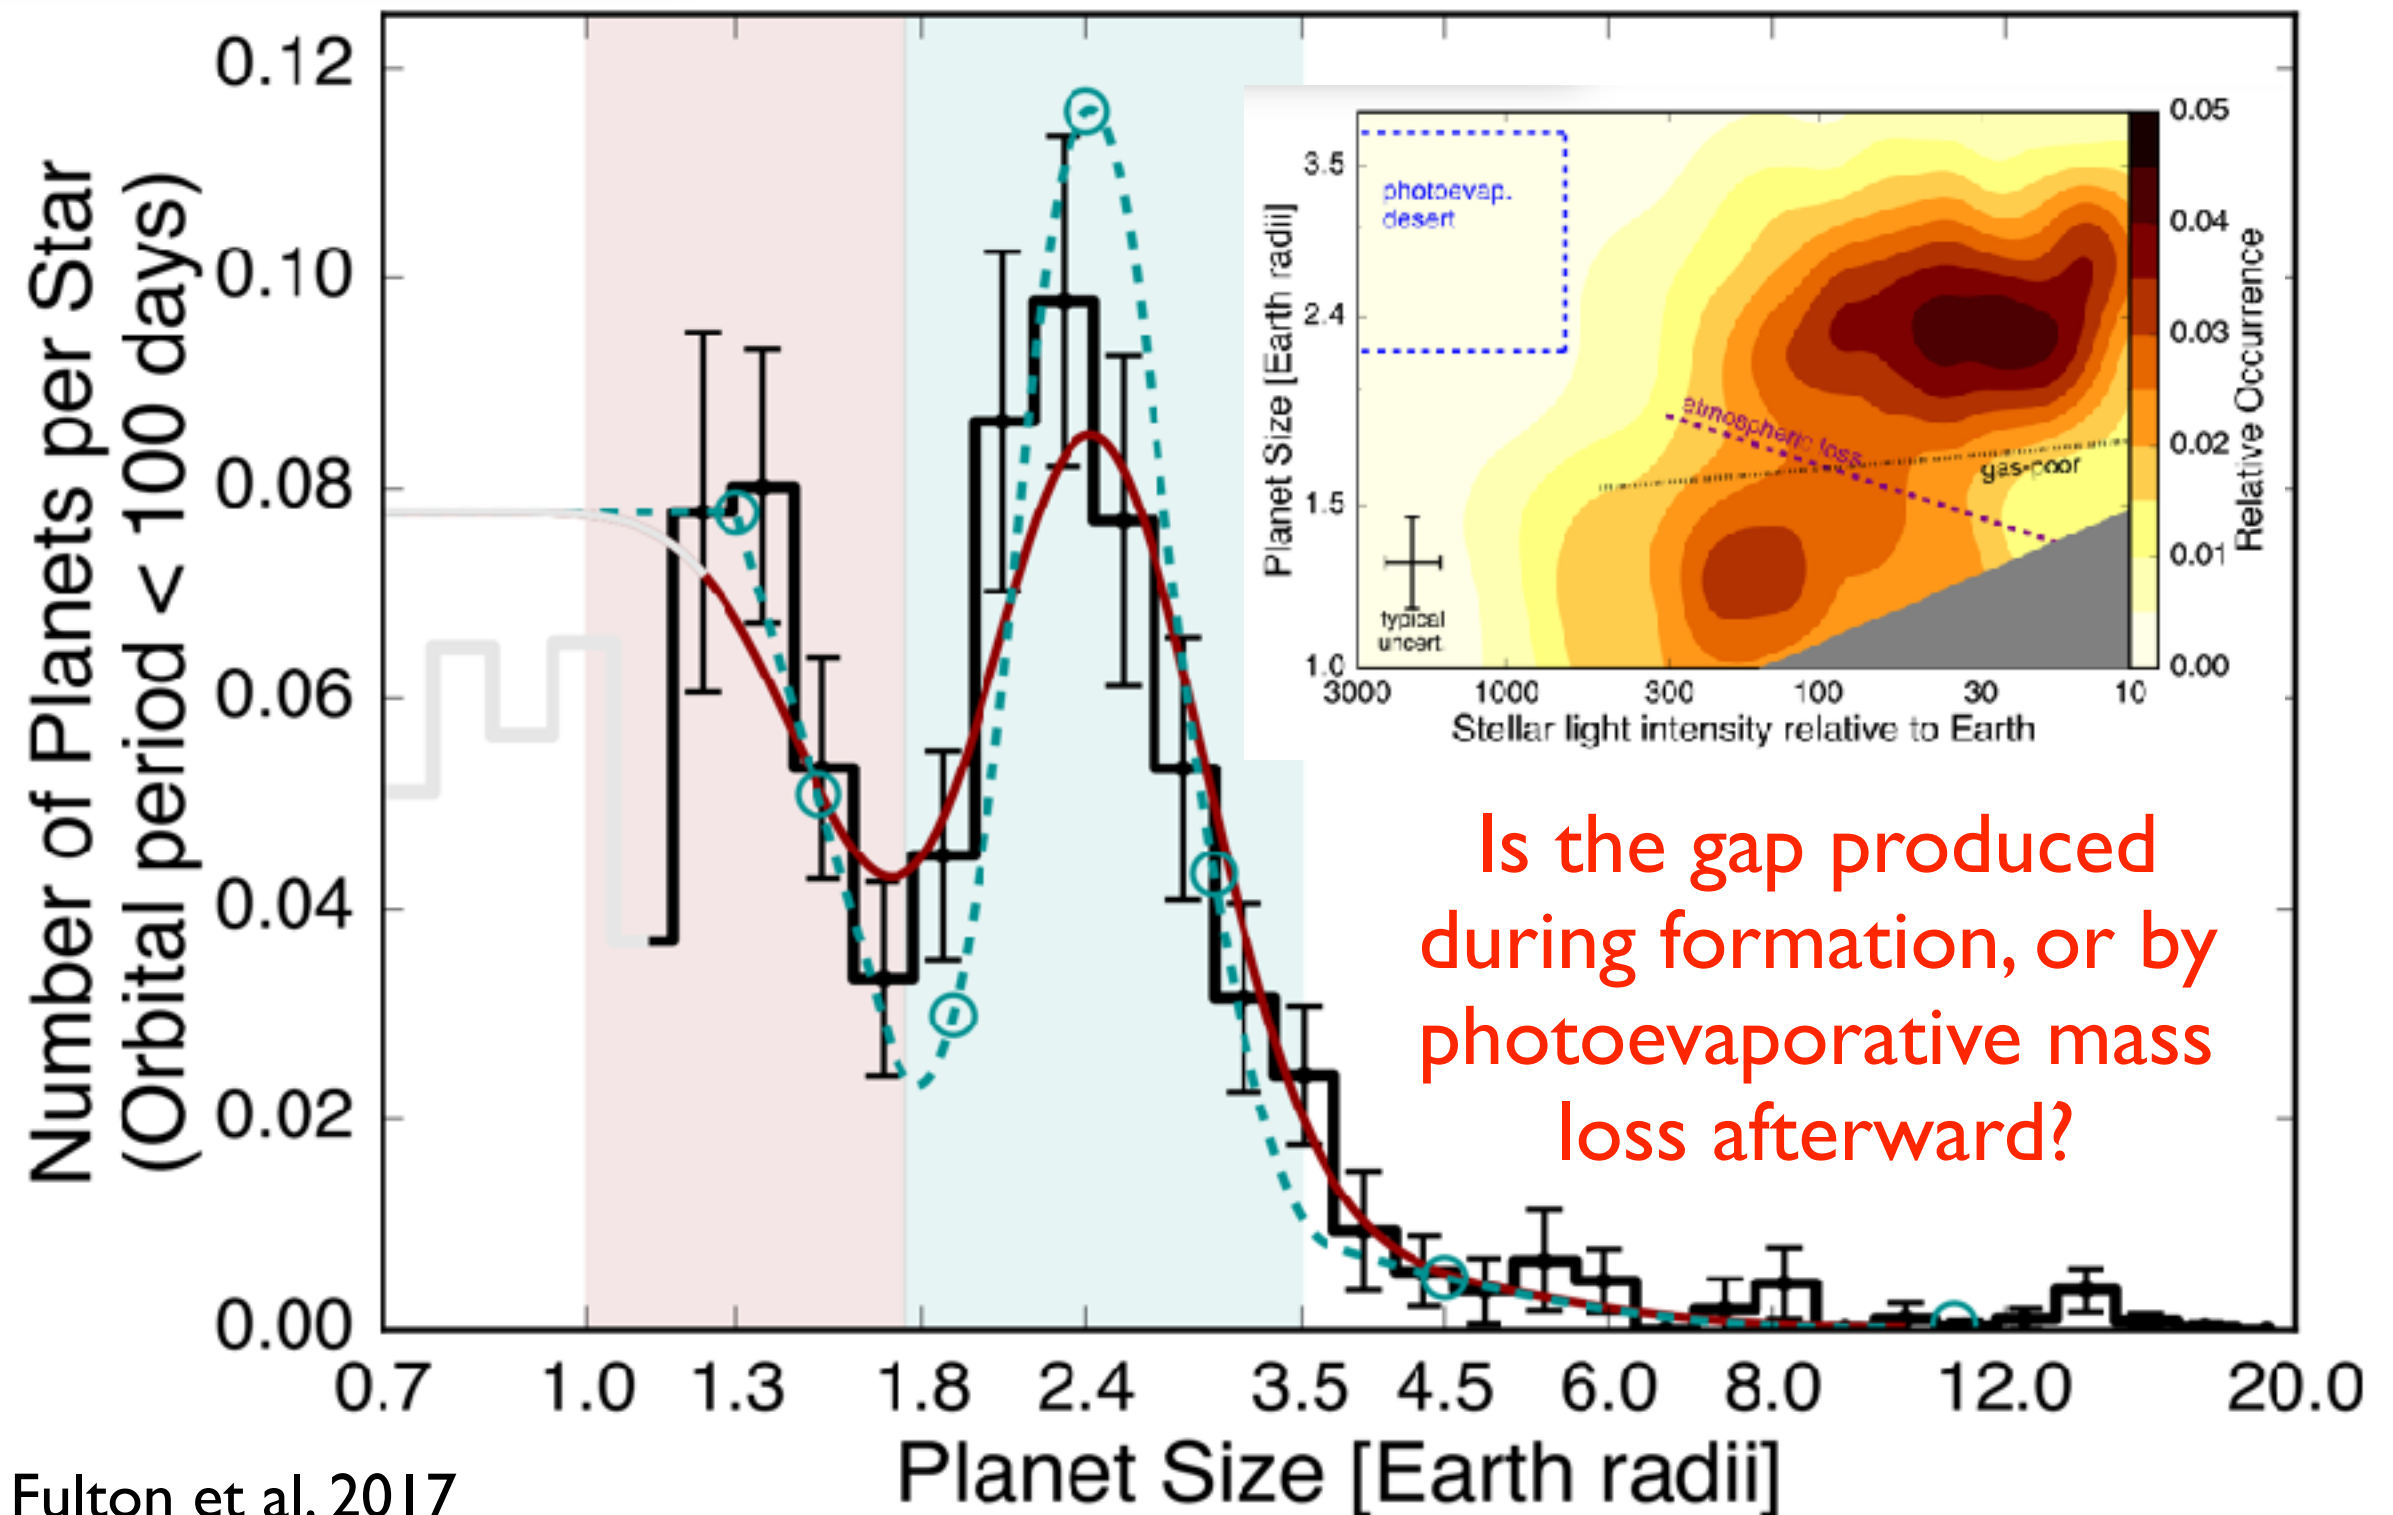 Number of Planets per Star
(Orbital period < 100 days)
0.12
0.10
0.08
0.06
0.04
0.02
0.00
0.7 1.0 1.3 1.8 2.4 3.5 4.5 6.0 8.0 12.0 20.0
Planet Size [Earth radii]
Planet Size [Earth radii]
3.5
2.4
1.5
1.0
photoevap.
desert
atmospheric loss
gas-poor
typical
uncert.
3000 1000 300 100 30 10
Stellar light intensity relative to Earth
0.05
0.04
0.03
0.02
0.01
0.00
Relative Occurrence
Is the gap produced
during formation, or by
photoevaporative mass
loss afterward?
Fulton et al. 2017